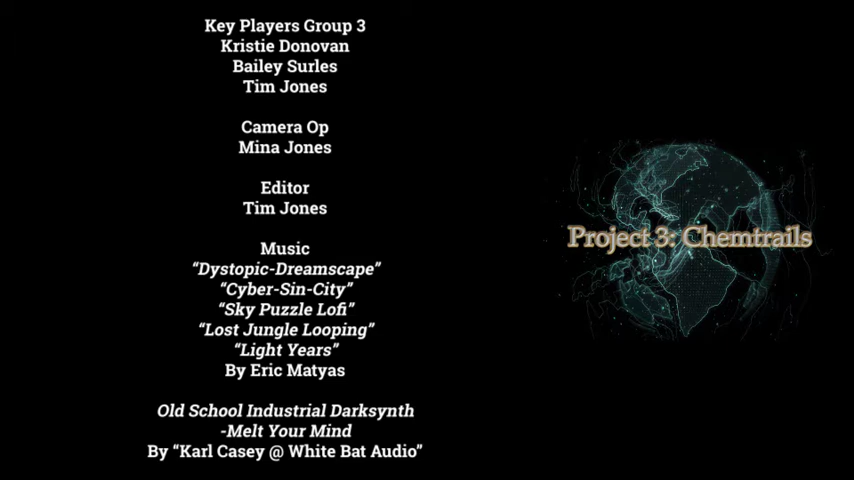 Key Players Group 3
Kristie Donovan
Bailey Surles
Tim Jones
Camera Op
Mina Jones
Editor
Tim Jones
Music
“Dystopic-Dreamscape”
“Cyber-Sin-City”
“Sky Puzzle Lofi”
“Lost Jungle Looping”
“Light Years”
By Eric Matyas
Old School Industrial Darksynth
-Melt Your Mind
By “Karl Casey @ White Bat Audio”
Project 3: Chemtrails